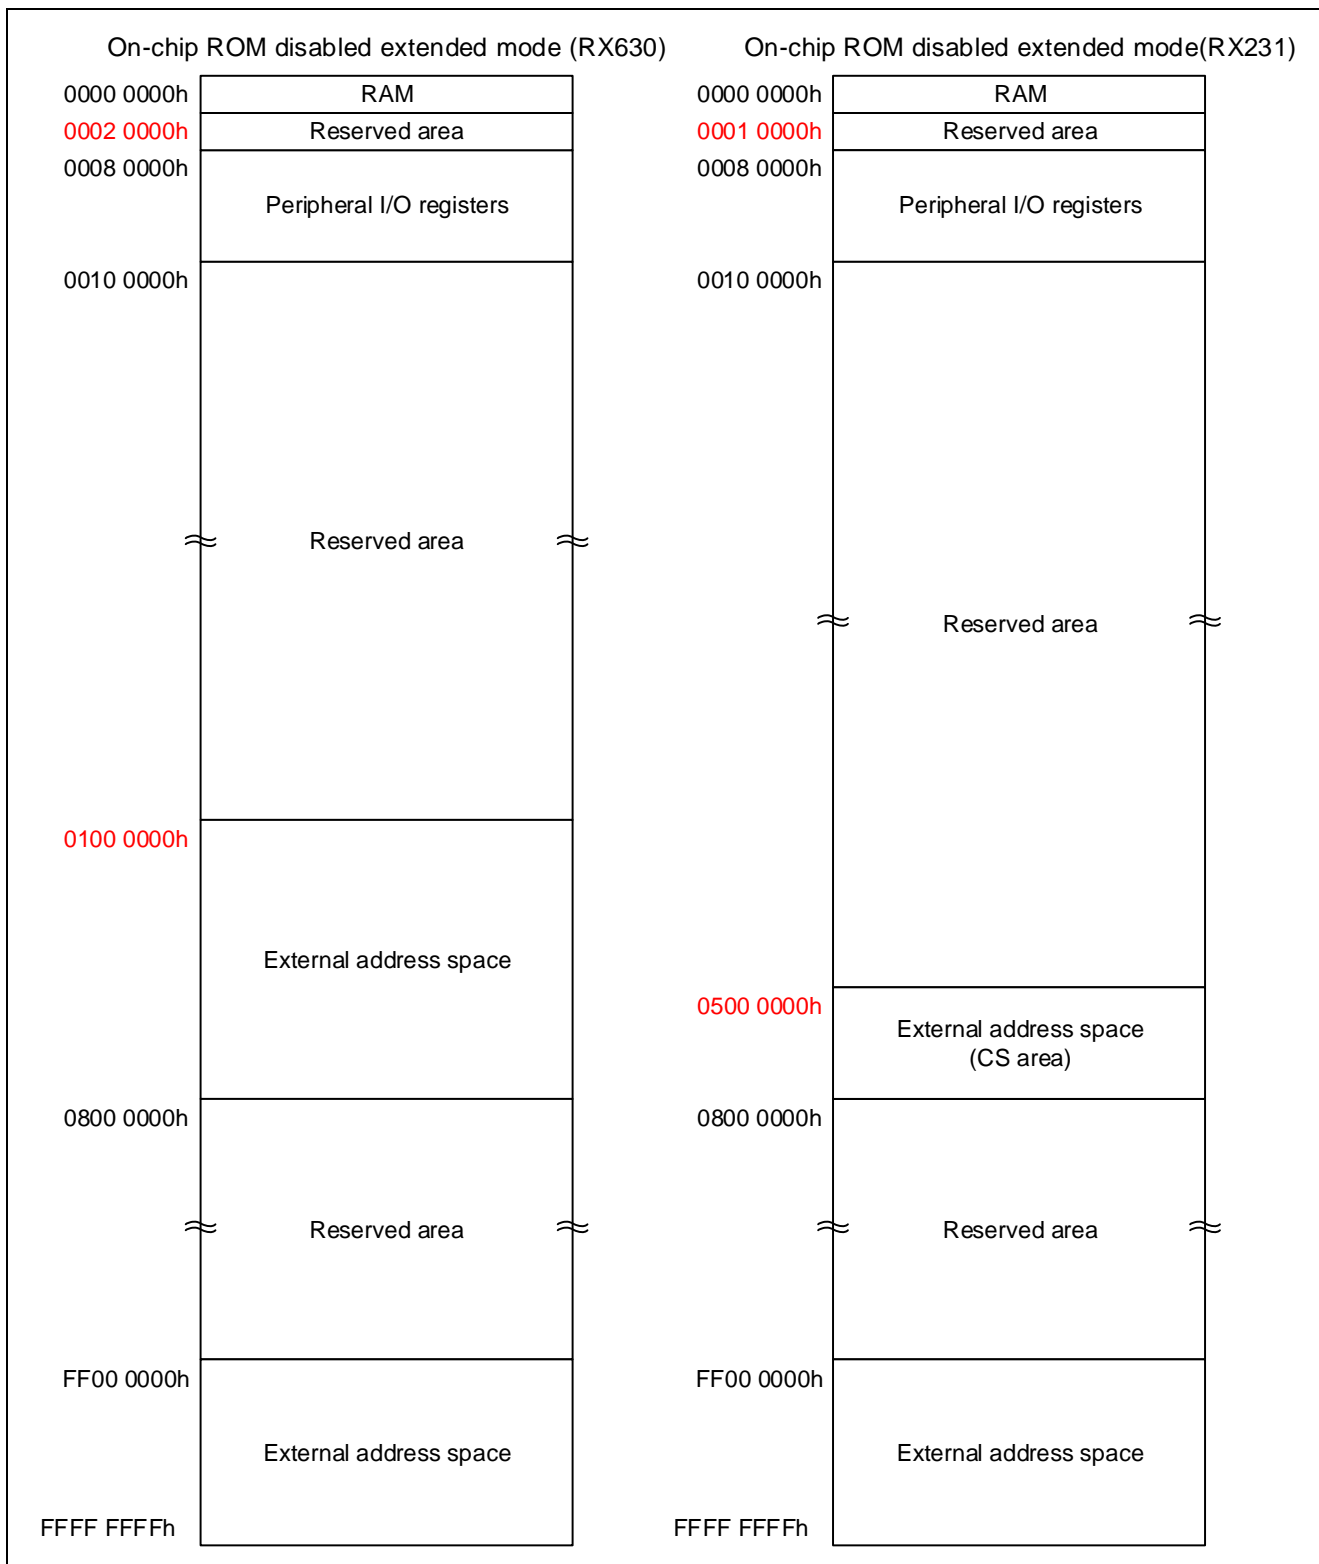 On-chip ROM disabled extended mode (RX630)
0000 0000h
RAM
0002 0000h
Reserved area
0008 0000h
Peripheral I/O registers
0010 0000h
Reserved area
0100 0000h
External address space
0800 0000h
Reserved area
FF00 0000h
External address space
FFFF FFFFh
On-chip ROM disabled extended mode(RX231)
0000 0000h
RAM
0001 0000h
Reserved area
0008 0000h
Peripheral I/O registers
0010 0000h
Reserved area
0500 0000h
External address space
(CS area)
0800 0000h
Reserved area
FF00 0000h
External address space
FFFF FFFFh